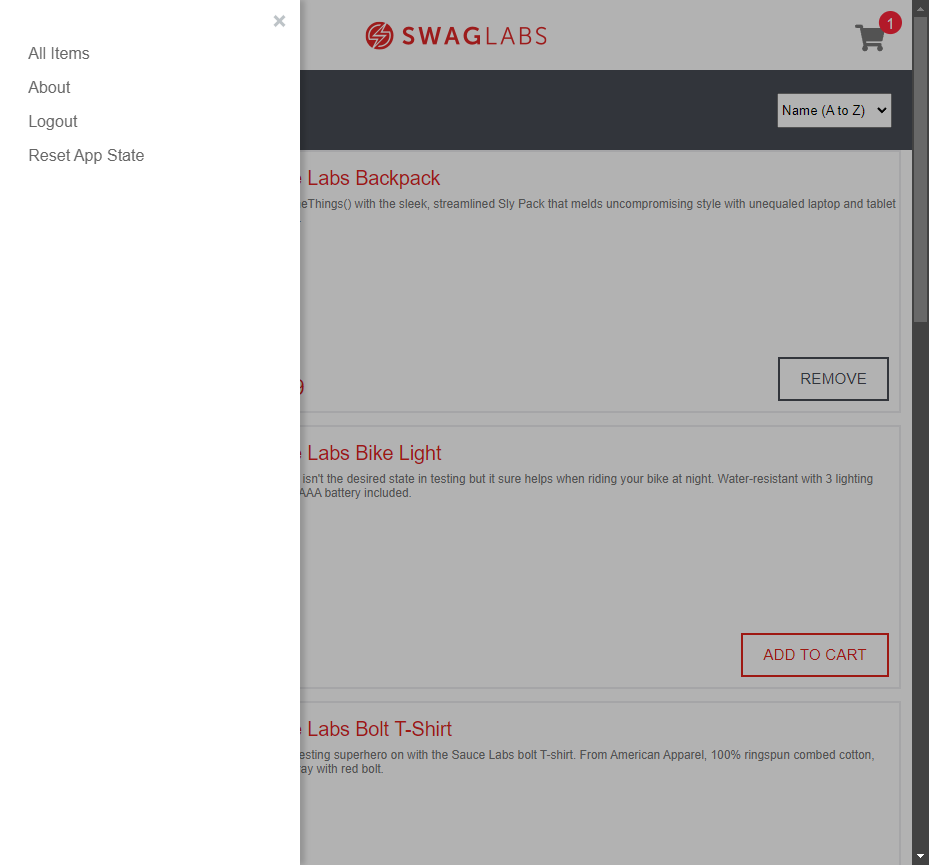 ×
All Items
About
Logout
Reset App State
SWAGLABS
1
Name (A to Z)
Labs Backpack
with the sleek, streamlined Sly Pack that melds uncompromising style with unequaled laptop and tablet
REMOVE
Labs Bike Light
isn't the desired state in testing but it sure helps when riding your bike at night. Water-resistant with 3 lighting
AAA battery included.
ADD TO CART
Labs Bolt T-Shirt
superhero on with the Sauce Labs bolt T-shirt. From American Apparel, 100% ringspun combed cotton,
with red bolt.